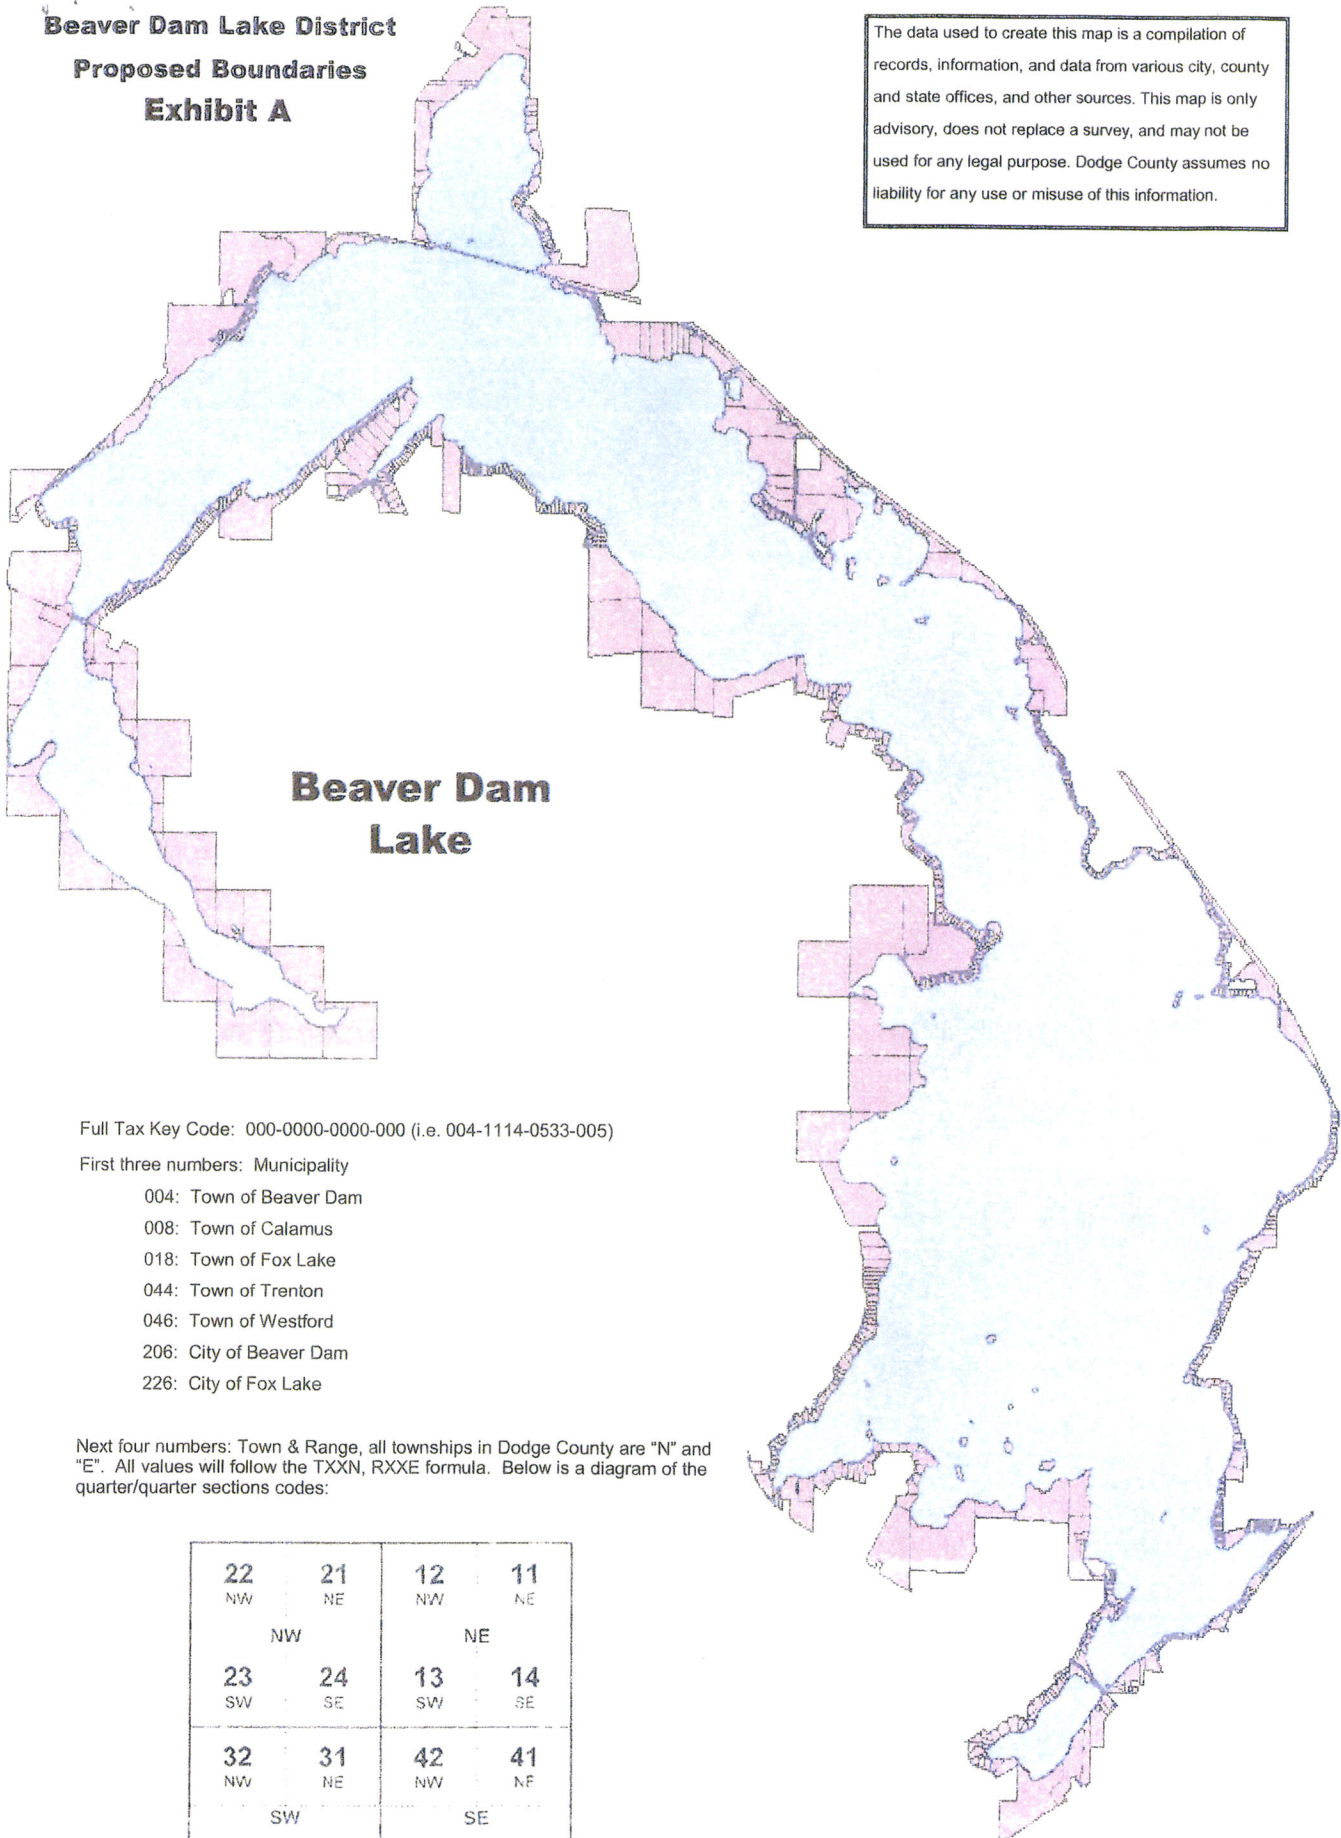 Beaver Dam Lake District
Proposed Boundaries
Exhibit A
The data used to create this map is a compilation of
records, information, and data from various city, county
and state offices, and other sources. This map is only
advisory, does not replace a survey, and may not be
used for any legal purpose. Dodge County assumes no
liability for any use or misuse of this information.
Beaver Dam
Lake
Full Tax Key Code: 000-0000-0000-000 (i.e. 004-1114-0533-005)
First three numbers: Municipality
004: Town of Beaver Dam
008: Town of Calamus
018: Town of Fox Lake
044: Town of Trenton
046: Town of Westford
206: City of Beaver Dam
226: City of Fox Lake
Next four numbers: Town & Range, all townships in Dodge County are "N" and
"E". All values will follow the TXXN, RXXE formula. Below is a diagram of the
quarter/quarter sections codes:
22 21 12 11
NW NE NW NE
NW NE
23 24 13 14
SW SE SW SE
32 31 42 41
NW NE NW NE
SW SE